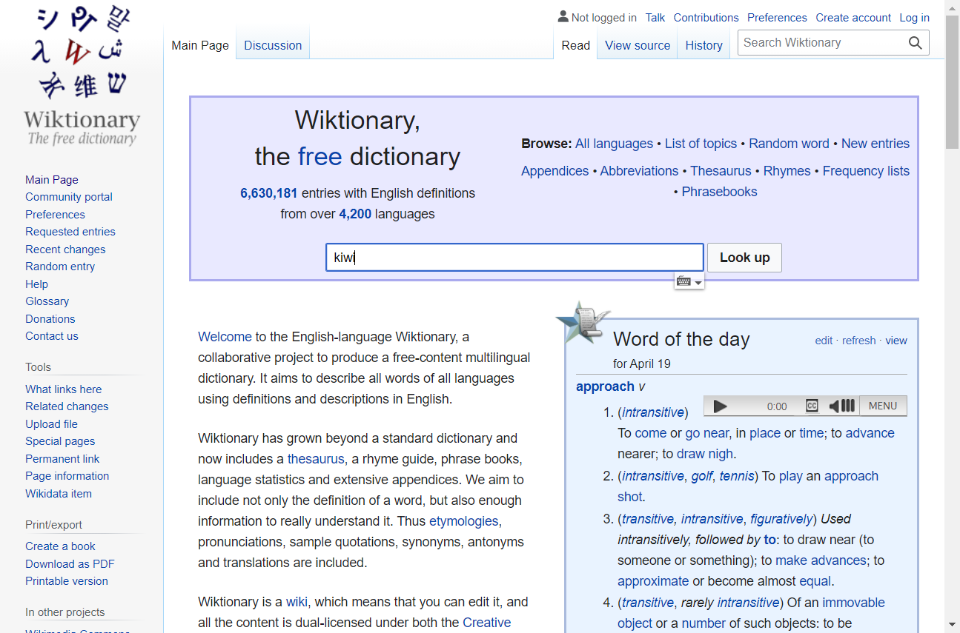 Wiktionary
The free dictionary
Main Page
Community portal
Preferences
Requested entries
Recent changes
Random entry
Help
Glossary
Donations
Contact us
Tools
What links here
Related changes
Upload file
Special pages
Permanent link
Page information
Wikidata item
Print/export
Create a book
Download as PDF
Printable version
In other projects
Wikimedia Commons
Not logged in Talk Contributions Preferences Create account Log in
Main Page Discussion Read View source History Search Wiktionary
Wiktionary,
the free dictionary
6,630,181 entries with English definitions
from over 4,200 languages
Browse: All languages • List of topics • Random word • New entries
Appendices • Abbreviations • Thesaurus • Rhymes • Frequency lists
• Phrasebooks
kiwi Look up
Welcome to the English-language Wiktionary, a
collaborative project to produce a free-content multilingual
dictionary. It aims to describe all words of all languages
using definitions and descriptions in English.
Wiktionary has grown beyond a standard dictionary and
now includes a thesaurus, a rhyme guide, phrase books,
language statistics and extensive appendices. We aim to
include not only the definition of a word, but also enough
information to really understand it. Thus etymologies,
pronunciations, sample quotations, synonyms, antonyms
and translations are included.
Wiktionary is a wiki, which means that you can edit it, and
all the content is dual-licensed under both the Creative
Word of the day edit · refresh · view
for April 19
approach v
0:00 CC MENU
1. (intransitive)
To come or go near, in place or time; to advance
nearer; to draw nigh.
2. (intransitive, golf, tennis) To play an approach
shot.
3. (transitive, intransitive, figuratively) Used
intransitively, followed by to: to draw near (to
someone or something); to make advances; to
approximate or become almost equal.
4. (transitive, rarely intransitive) Of an immovable
object or a number of such objects: to be